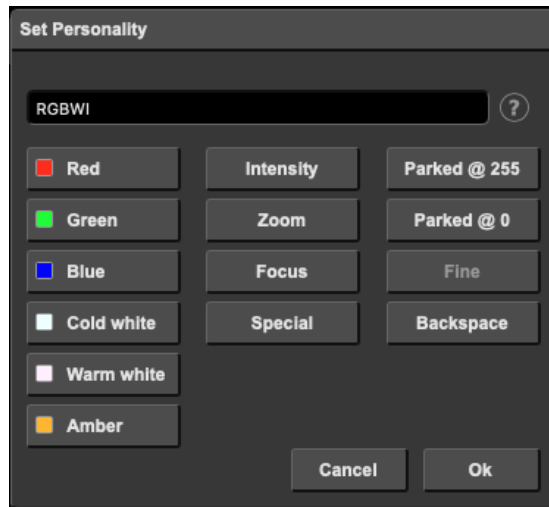 Set Personality
RGBWI
?
Red Intensity Parked @ 255
Green Zoom Parked @ 0
Blue Focus Fine
Cold white Special Backspace
Warm white
Amber
Cancel Ok